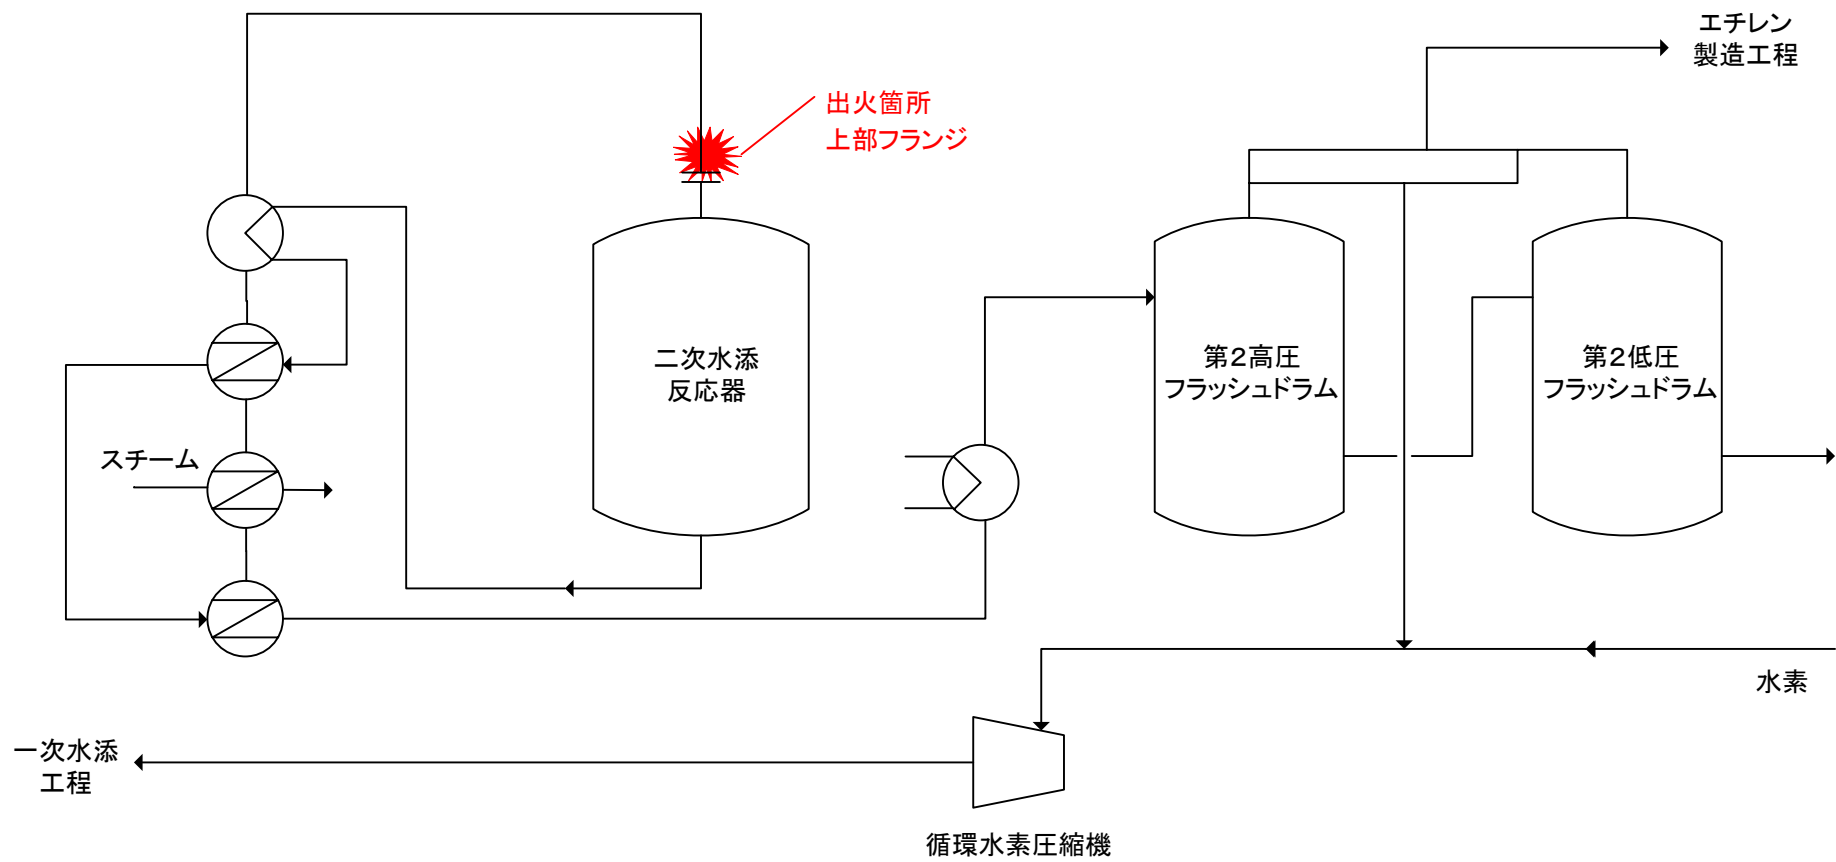 エチレン
製造工程
出火箇所
上部フランジ
二次水添
反応器
第2高圧
フラッシュドラム
第2低圧
フラッシュドラム
スチーム
水素
一次水添
工程
循環水素圧縮機